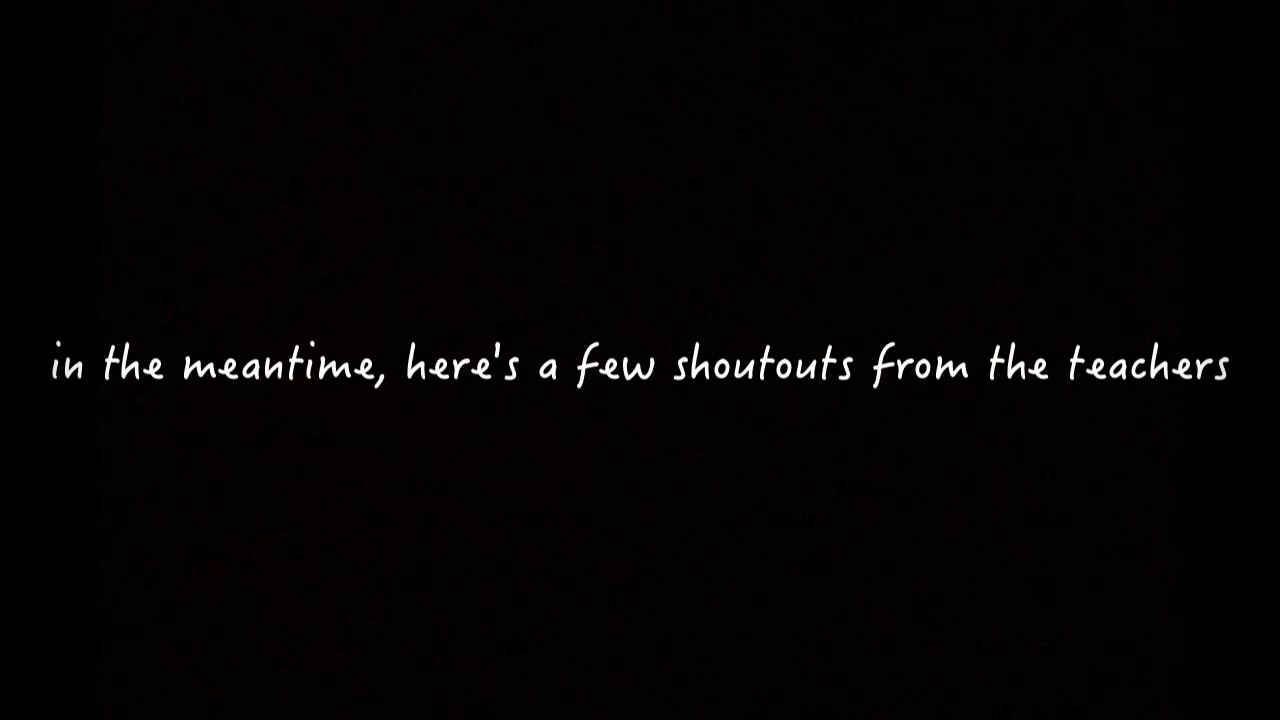 in the meantime, here's a few shoutouts from the teachers